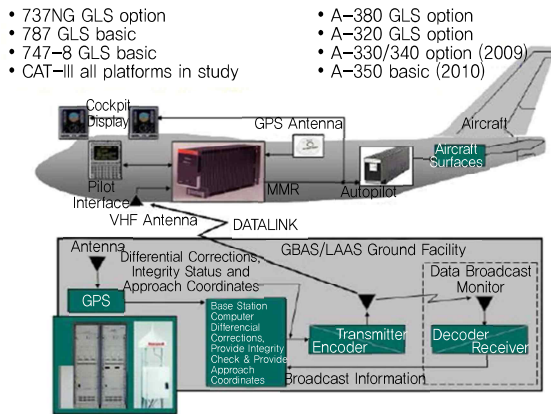 • 737NG GLS option
• 787 GLS basic
• 747-8 GLS basic
• CAT-III all platforms in study
• A-380 GLS option
• A-320 GLS option
• A-330/340 option (2009)
• A-350 basic (2010)
Cockpit
Display
GPS Antenna
Aircraft
Aircraft
Surfaces
Pilot
Interface
MMR
Autopilot
VHF Antenna
DATALINK
GBAS/LAAS Ground Facility
Antenna
Differential Corrections,
Integrity Status and
Approach Coordinates
Data Broadcast
Monitor
GPS
Base Station
Computer
Differencial
Corrections,
Provide Integrity
Check & Provide
Approach
Coordinates
Transmitter
Encoder
Decoder
Receiver
Broadcast Information